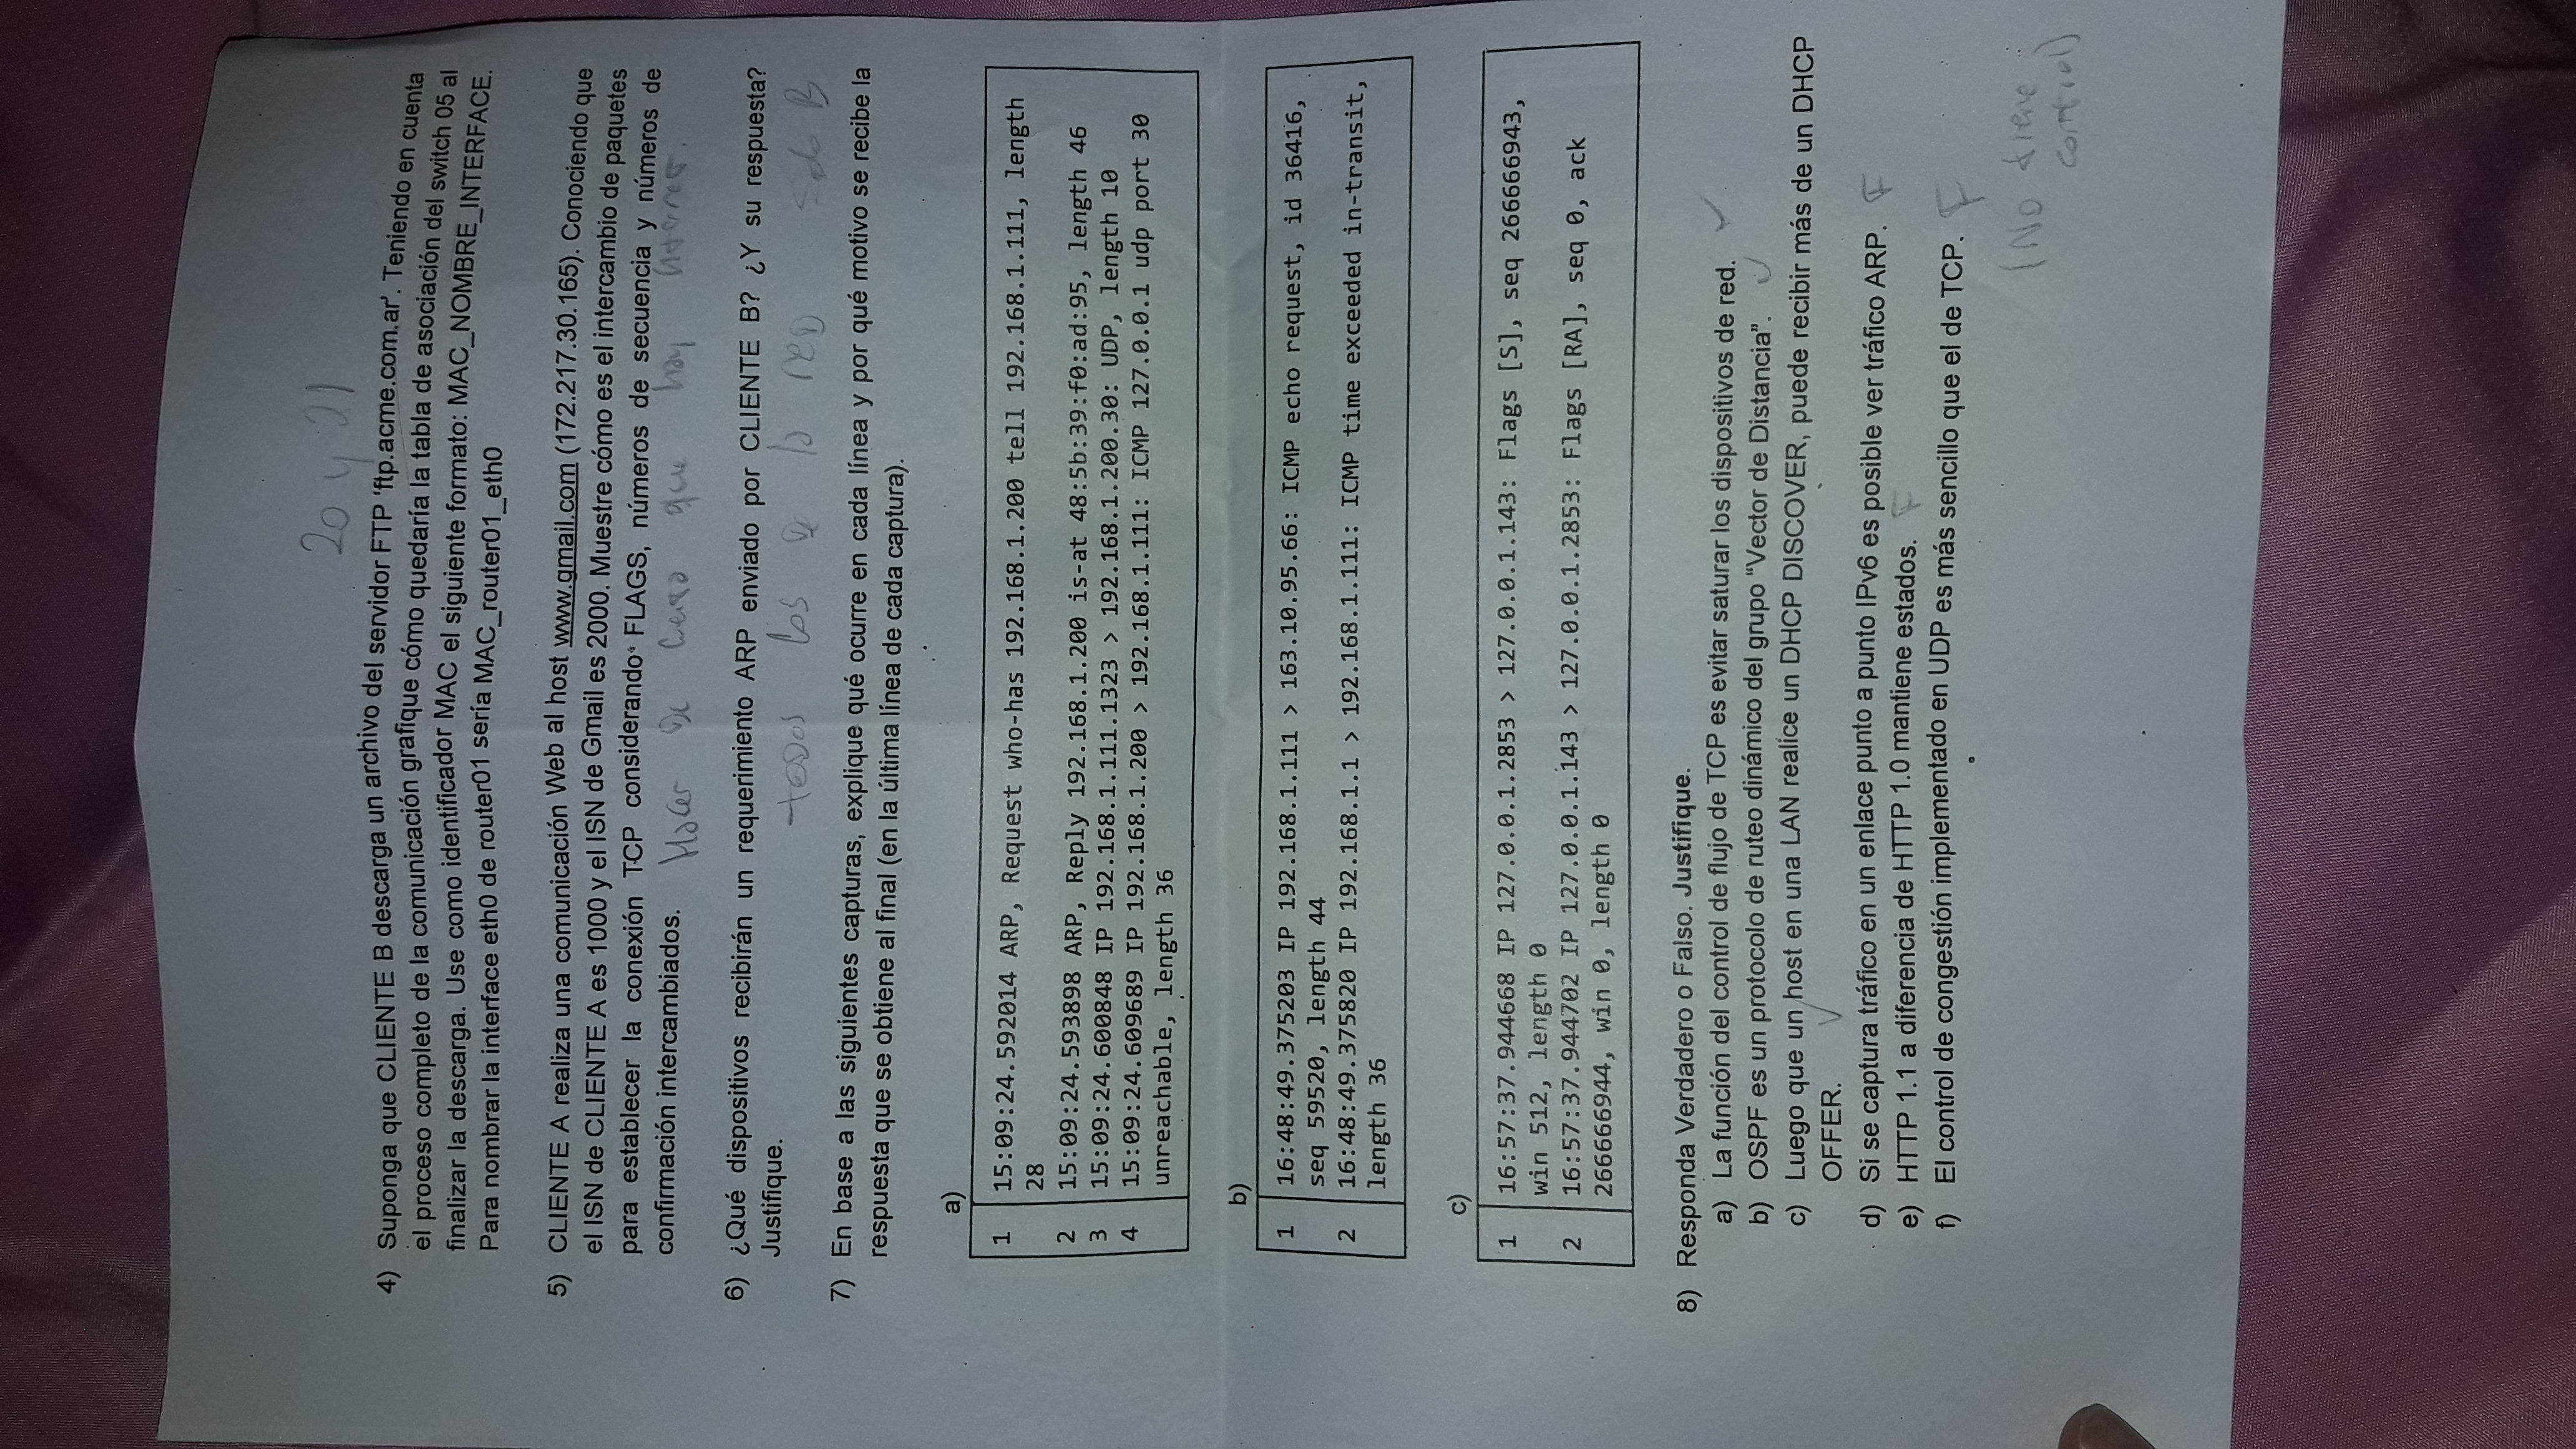 20 y 21
4) Suponga que CLIENTE B descarga un archivo del servidor FTP 'ftp.acme.com.ar'. Teniendo en cuenta
el proceso completo de la comunicación grafique cómo quedaría la tabla de asociación del switch 05 al
finalizar la descarga. Use como identificador MAC el siguiente formato: MAC_NOMBRE_INTERFACE.
Para nombrar la interface eth0 de router01 sería MAC_router01_eth0
5) CLIENTE A realiza una comunicación Web al host www.gmail.com (172.217.30.165). Conociendo que
el ISN de CLIENTE A es 1000 y el ISN de Gmail es 2000. Muestre cómo es el intercambio de paquetes
para establecer la conexión TCP considerando FLAGS, números de secuencia y números de
confirmación intercambiados.
Hacer de cuenta que hay internet.
6) ¿Qué dispositivos recibirán un requerimiento ARP enviado por CLIENTE B? ¿Y su respuesta?
Justifique.
todos los de la red solo B
7) En base a las siguientes capturas, explique qué ocurre en cada línea y por qué motivo se recibe la
respuesta que se obtiene al final (en la última línea de cada captura).
a)
1 15:09:24.592014 ARP, Request who-has 192.168.1.200 tell 192.168.1.111, length
28
2 15:09:24.593898 ARP, Reply 192.168.1.200 is-at 48:5b:39:f0:ad:95, length 46
3 15:09:24.600848 IP 192.168.1.111.1323 > 192.168.1.200.30: UDP, length 10
4 15:09:24.609689 IP 192.168.1.200 > 192.168.1.111: ICMP 127.0.0.1 udp port 30
unreachable, length 36
b)
1 16:48:49.375203 IP 192.168.1.111 > 163.10.95.66: ICMP echo request, id 36416,
seq 59520, length 44
2 16:48:49.375820 IP 192.168.1.1 > 192.168.1.111: ICMP time exceeded in-transit,
length 36
c)
1 16:57:37.944668 IP 127.0.0.1.2853 > 127.0.0.1.143: Flags [S], seq 266666943,
win 512, length 0
2 16:57:37.944702 IP 127.0.0.1.143 > 127.0.0.1.2853: Flags [RA], seq 0, ack
266666944, win 0, length 0
8) Responda Verdadero o Falso. Justifique.
a) La función del control de flujo de TCP es evitar saturar los dispositivos de red.
b) OSPF es un protocolo de ruteo dinámico del grupo “Vector de Distancia”.
c) Luego que un host en una LAN realice un DHCP DISCOVER, puede recibir más de un DHCP
OFFER. V
d) Si se captura tráfico en un enlace punto a punto IPv6 es posible ver tráfico ARP. F
e) HTTP 1.1 a diferencia de HTTP 1.0 mantiene estados. F
f) El control de congestión implementado en UDP es más sencillo que el de TCP. F
(No tiene
control)